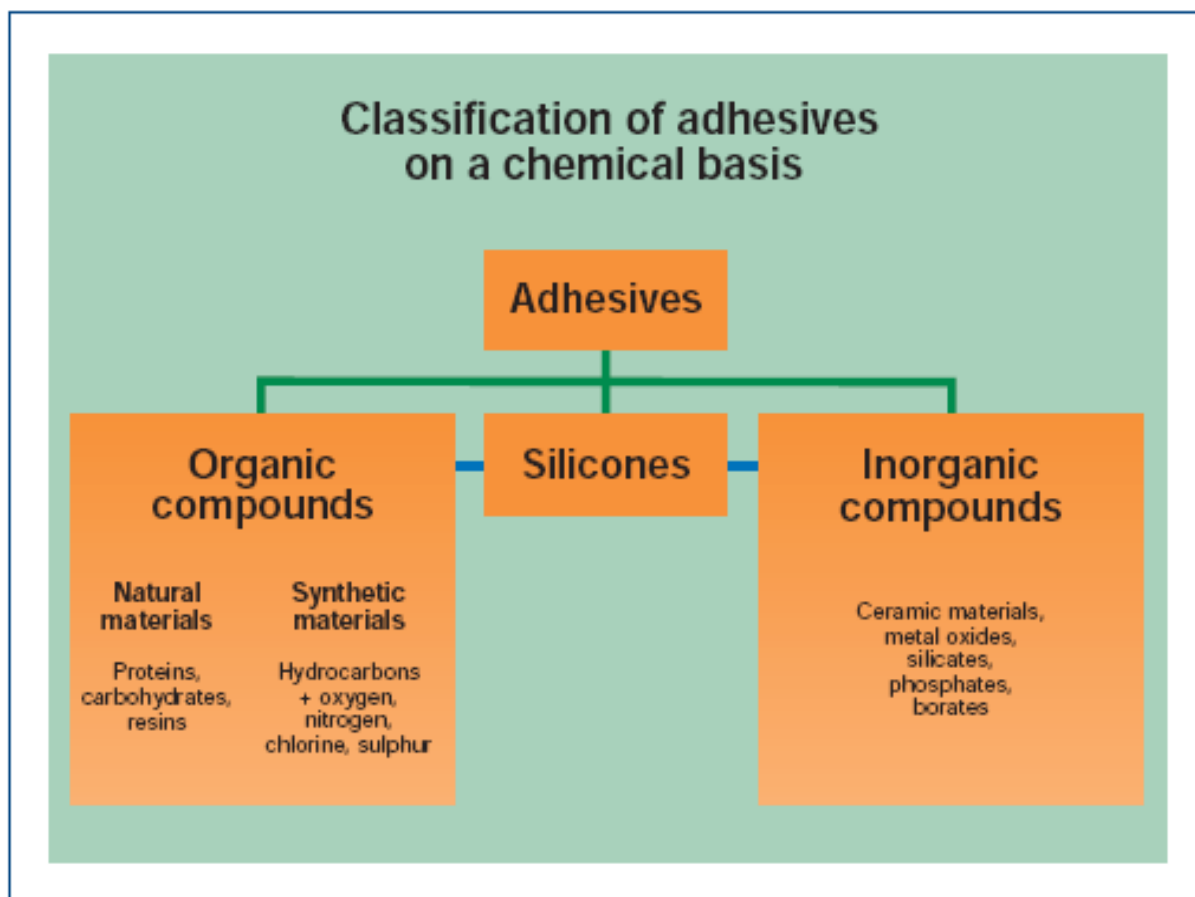 Classification of adhesives
on a chemical basis
Adhesives
Organic
compounds
Natural
materials
Proteins,
carbohydrates,
resins
Synthetic
materials
Hydrocarbons
+ oxygen,
nitrogen,
chlorine, sulphur
Silicones
Inorganic
compounds
Ceramic materials,
metal oxides,
silicates,
phosphates,
borates